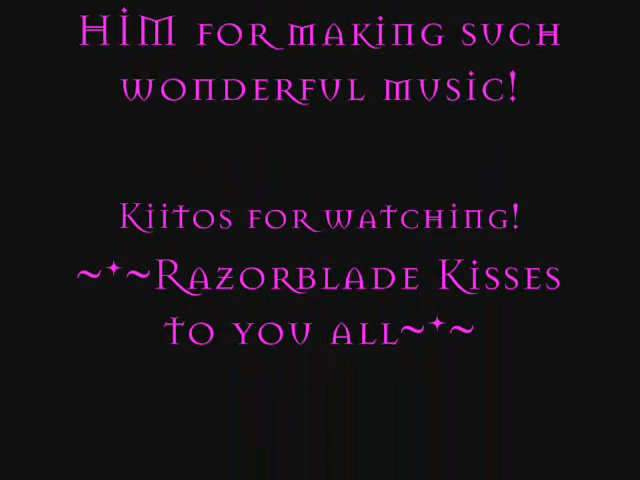 HIM for making such
wonderful music!
Kiitos for watching!
~✦~Razorblade Kisses
to you all~✦~